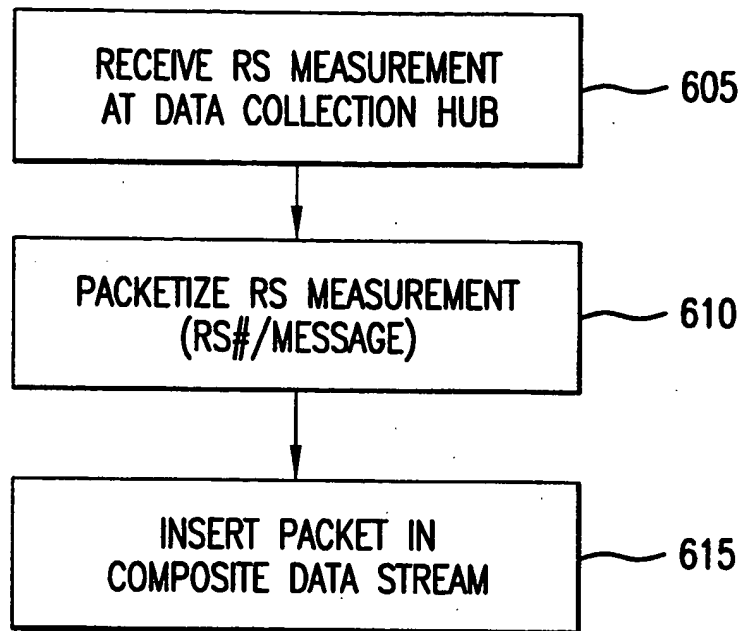 RECEIVE RS MEASUREMENT
AT DATA COLLECTION HUB
605
PACKETIZE RS MEASUREMENT
(RS#/MESSAGE)
610
INSERT PACKET IN
COMPOSITE DATA STREAM
615